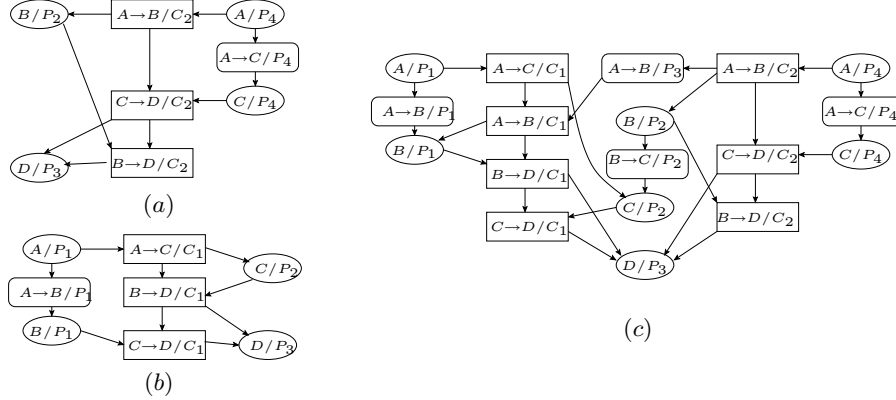 B/P₂
A→B/C₂
A/P₄
A→C/P₄
C→D/C₂
C/P₄
D/P₃
B→D/C₂
(a)
A/P₁
A→C/C₁
C/P₂
A→B/P₁
B→D/C₁
B/P₁
C→D/C₁
D/P₃
(b)
A/P₁
A→C/C₁
A→B/P₃
A→B/C₂
A/P₄
A→B/P₁
A→B/C₁
B/P₂
A→C/P₄
B/P₁
B→C/P₂
C→D/C₂
C/P₄
B→D/C₁
C/P₂
B→D/C₂
C→D/C₁
D/P₃
(c)